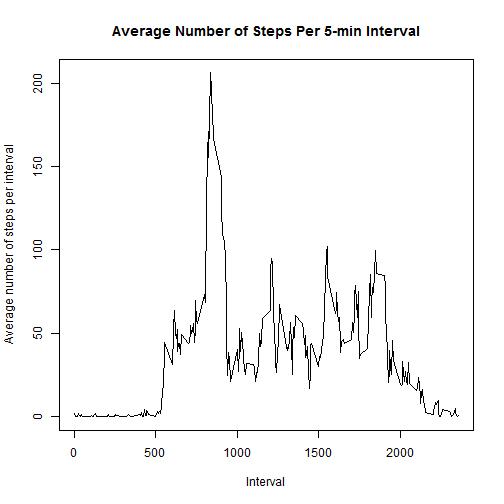 Average Number of Steps Per 5-min Interval
Average number of steps per interval
200
150
100
50
0
0 500 1000 1500 2000
Interval